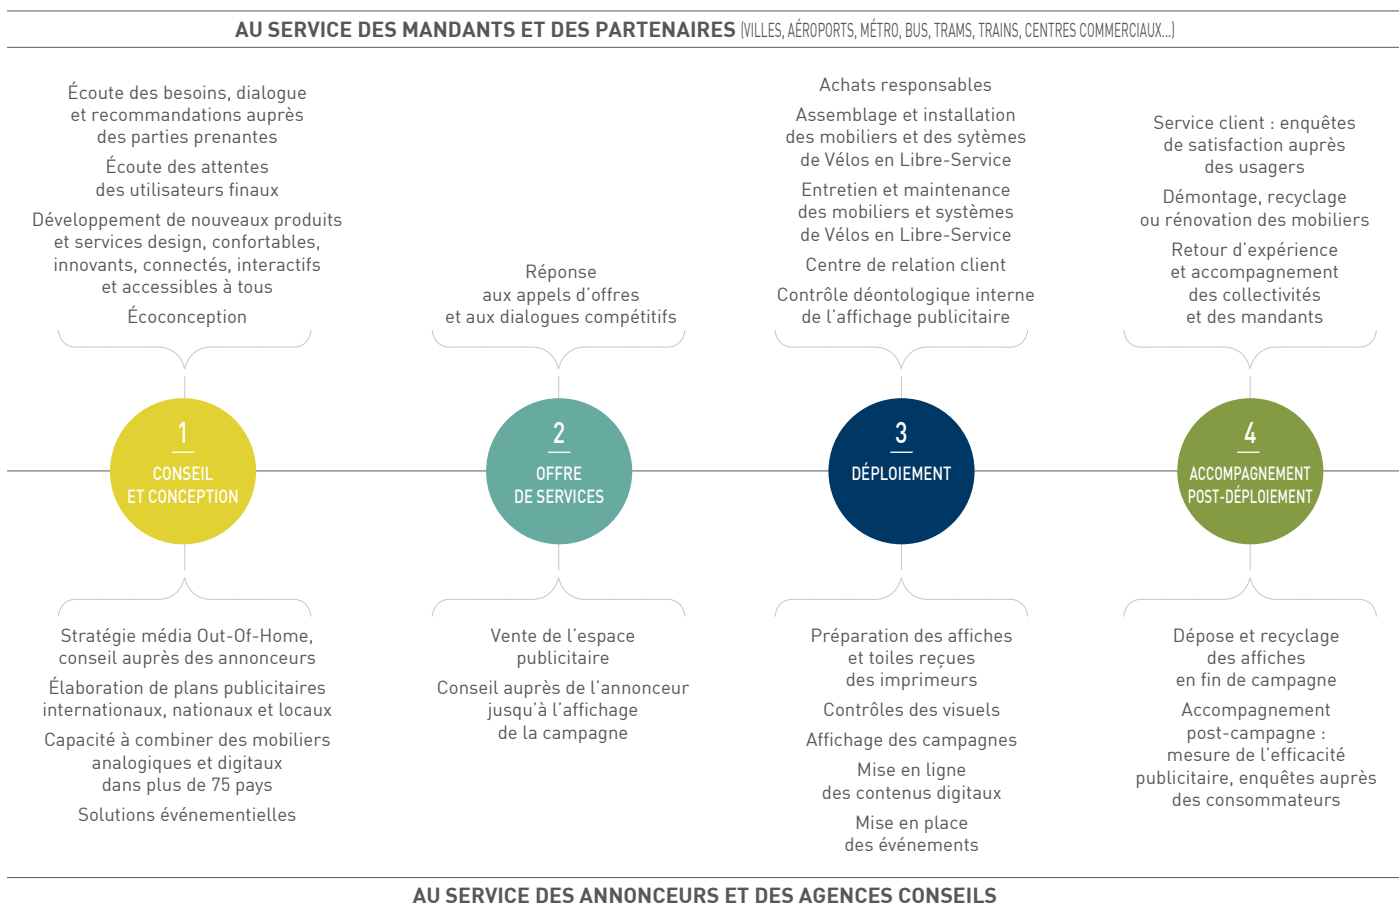 AU SERVICE DES MANDANTS ET DES PARTENAIRES (VILLES, AÉROPORTS, MÉTRO, BUS, TRAMS, TRAINS, CENTRES COMMERCIAUX...)
Écoute des besoins, dialogue
et recommandations auprès
des parties prenantes
Écoute des attentes
des utilisateurs finaux
Développement de nouveaux produits
et services design, confortables,
innovants, connectés, interactifs
et accessibles à tous
Écoconception
Réponse
aux appels d'offres
et aux dialogues compétitifs
Achats responsables
Assemblage et installation
des mobiliers et des sytèmes
de Vélos en Libre-Service
Entretien et maintenance
des mobiliers et systèmes
de Vélos en Libre-Service
Centre de relation client
Contrôle déontologique interne
de l'affichage publicitaire
Service client : enquêtes
de satisfaction auprès
des usagers
Démontage, recyclage
ou rénovation des mobiliers
Retour d'expérience
et accompagnement
des collectivités
et des mandants
1
CONSEIL
ET CONCEPTION
2
OFFRE
DE SERVICES
3
DÉPLOIEMENT
4
ACCOMPAGNEMENT
POST-DÉPLOIEMENT
Stratégie média Out-Of-Home,
conseil auprès des annonceurs
Élaboration de plans publicitaires
internationaux, nationaux et locaux
Capacité à combiner des mobiliers
analogiques et digitaux
dans plus de 75 pays
Solutions événementielles
Vente de l'espace
publicitaire
Conseil auprès de l'annonceur
jusqu'à l'affichage
de la campagne
Préparation des affiches
et toiles reçues
des imprimeurs
Contrôles des visuels
Affichage des campagnes
Mise en ligne
des contenus digitaux
Mise en place
des événements
Dépose et recyclage
des affiches
en fin de campagne
Accompagnement
post-campagne :
mesure de l'efficacité
publicitaire, enquêtes auprès
des consommateurs
AU SERVICE DES ANNONCEURS ET DES AGENCES CONSEILS